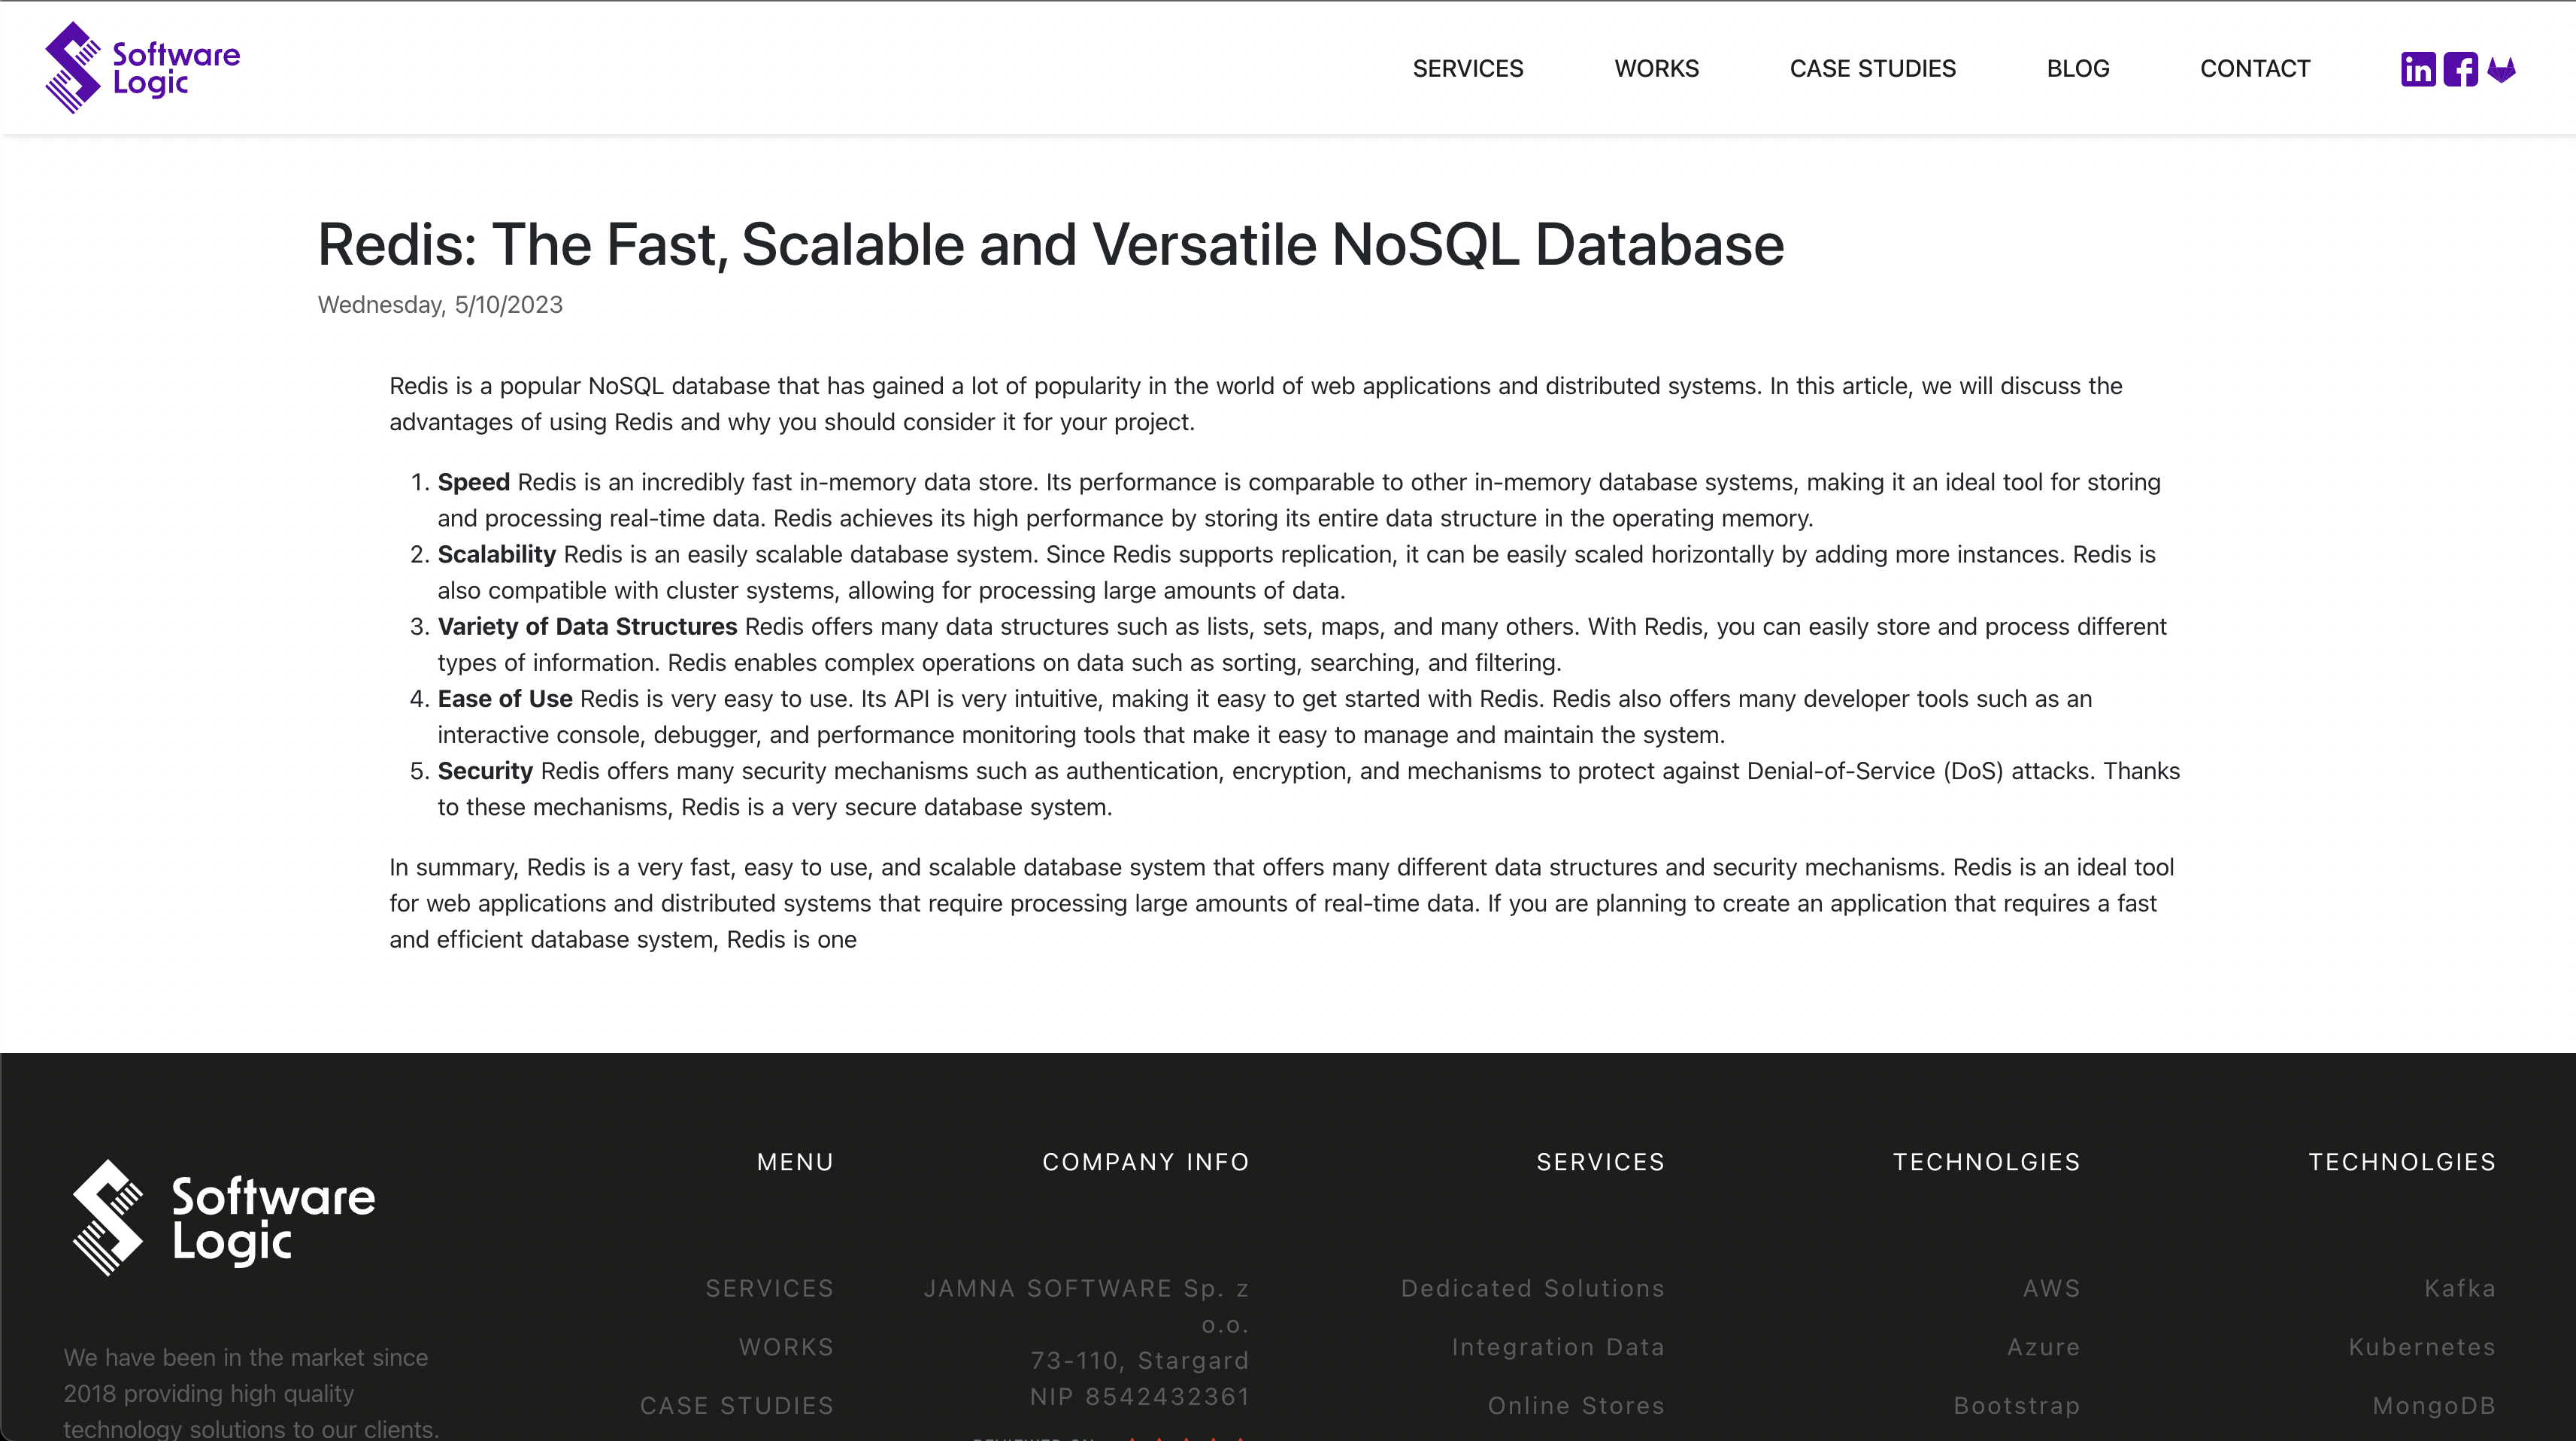 Software
Logic
SERVICES
WORKS
CASE STUDIES
BLOG
CONTACT
Redis: The Fast, Scalable and Versatile NoSQL Database
Wednesday, 5/10/2023
Redis is a popular NoSQL database that has gained a lot of popularity in the world of web applications and distributed systems. In this article, we will discuss the
advantages of using Redis and why you should consider it for your project.
1. Speed Redis is an incredibly fast in-memory data store. Its performance is comparable to other in-memory database systems, making it an ideal tool for storing
and processing real-time data. Redis achieves its high performance by storing its entire data structure in the operating memory.
2. Scalability Redis is an easily scalable database system. Since Redis supports replication, it can be easily scaled horizontally by adding more instances. Redis is
also compatible with cluster systems, allowing for processing large amounts of data.
3. Variety of Data Structures Redis offers many data structures such as lists, sets, maps, and many others. With Redis, you can easily store and process different
types of information. Redis enables complex operations on data such as sorting, searching, and filtering.
4. Ease of Use Redis is very easy to use. Its API is very intuitive, making it easy to get started with Redis. Redis also offers many developer tools such as an
interactive console, debugger, and performance monitoring tools that make it easy to manage and maintain the system.
5. Security Redis offers many security mechanisms such as authentication, encryption, and mechanisms to protect against Denial-of-Service (DoS) attacks. Thanks
to these mechanisms, Redis is a very secure database system.
In summary, Redis is a very fast, easy to use, and scalable database system that offers many different data structures and security mechanisms. Redis is an ideal tool
for web applications and distributed systems that require processing large amounts of real-time data. If you are planning to create an application that requires a fast
and efficient database system, Redis is one
Software
Logic
We have been in the market since
2018 providing high quality
technology solutions to our clients.
MENU
SERVICES
WORKS
CASE STUDIES
COMPANY INFO
JAMNA SOFTWARE Sp. z
o.o.
73-110, Stargard
NIP 8542432361
SERVICES
Dedicated Solutions
Integration Data
Online Stores
TECHNOLGIES
AWS
Azure
Bootstrap
TECHNOLGIES
Kafka
Kubernetes
MongoDB